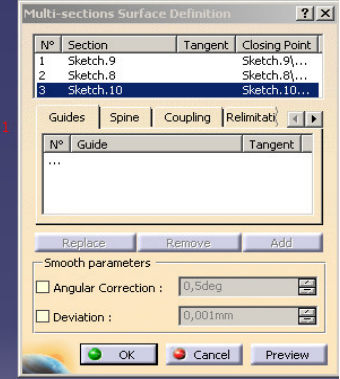 Multi-sections Surface Definition
? X
N° Section Tangent Closing Point
1 Sketch.9 Sketch.9\...
2 Sketch.8 Sketch.8\...
3 Sketch.10 Sketch.10...
1
Guides Spine Coupling Relimitati
N° Guide Tangent
...
Replace Remove Add
Smooth parameters
Angular Correction : 0,5deg
Deviation : 0,001mm
OK Cancel Preview